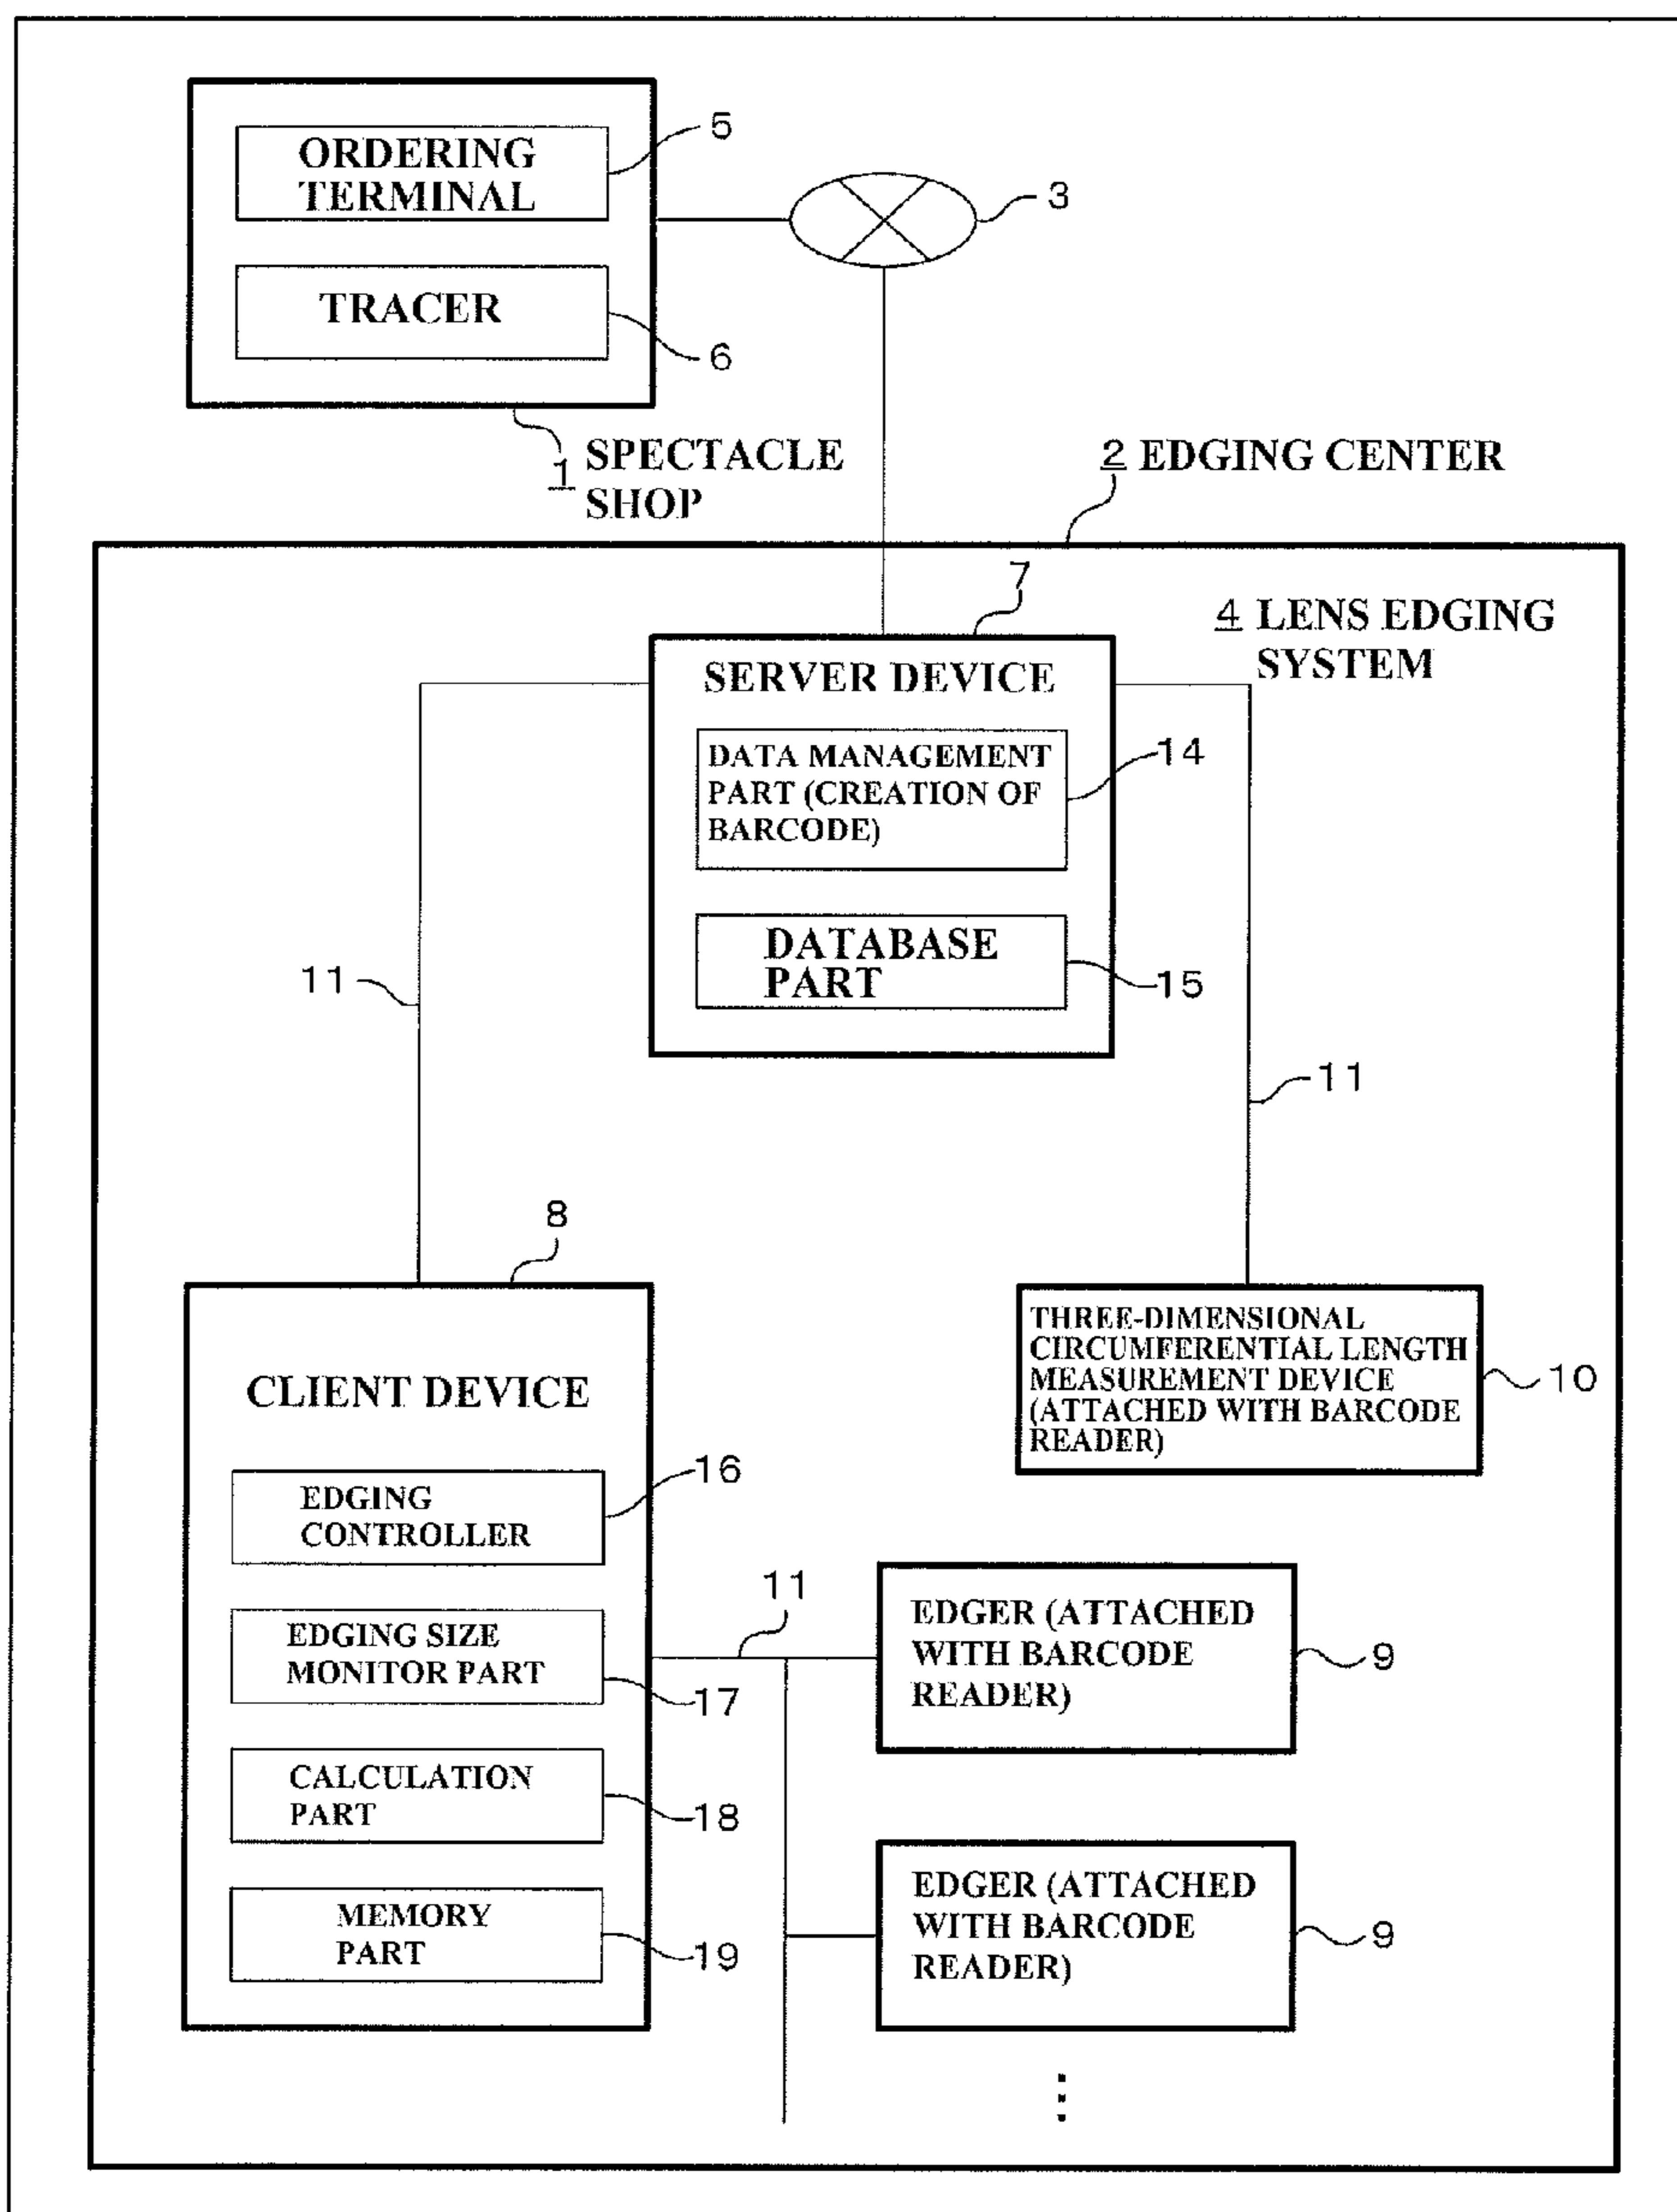 ORDERING
TERMINAL
5
TRACER
6
3
1 SPECTACLE
SHOP
2 EDGING CENTER
4 LENS EDGING
SYSTEM
7
SERVER DEVICE
DATA MANAGEMENT
PART (CREATION OF
BARCODE)
14
DATABASE
PART
15
11
11
8
CLIENT DEVICE
EDGING
CONTROLLER
16
EDGING SIZE
MONITOR PART
17
CALCULATION
PART
18
MEMORY
PART
19
THREE-DIMENSIONAL
CIRCUMFERENTIAL LENGTH
MEASUREMENT DEVICE
(ATTACHED WITH BARCODE
READER)
10
11
EDGER (ATTACHED
WITH BARCODE
READER)
9
EDGER (ATTACHED
WITH BARCODE
READER)
9